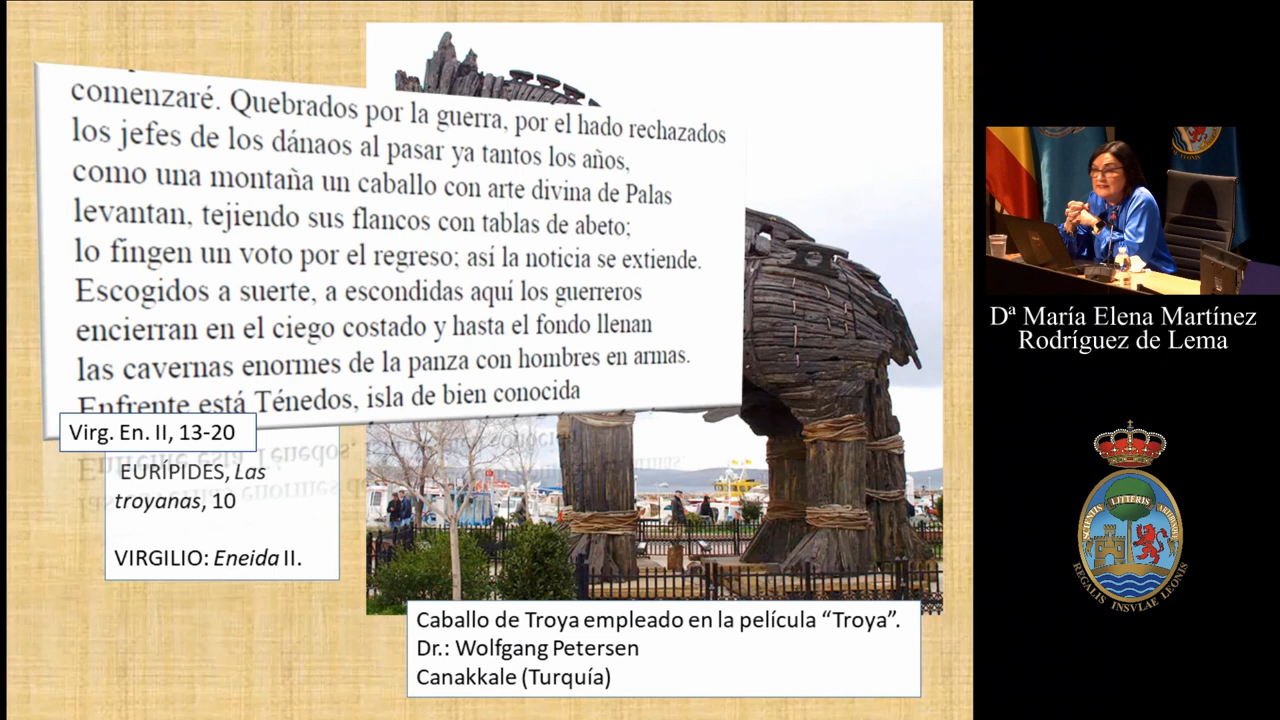 comenzaré. Quebrados por la guerra, por el hado rechazados
los jefes de los dánaos al pasar ya tantos los años,
como una montaña un caballo con arte divina de Palas
levantan, tejiendo sus flancos con tablas de abeto;
lo fingen un voto por el regreso; así la noticia se extiende.
Escogidos a suerte, a escondidas aquí los guerreros
encierran en el ciego costado y hasta el fondo llenan
las cavernas enormes de la panza con hombres en armas.
Enfrente está Ténedos, isla de bien conocida
Virg. En. II, 13-20
EURÍPIDES, Las
troyanas, 10
VIRGILIO: Eneida II.
Caballo de Troya empleado en la película “Troya”.
Dr.: Wolfgang Petersen
Canakkale (Turquía)
Dª María Elena Martínez
Rodríguez de Lema
LITTERIS
REGALIS INSVLAE LEONIS